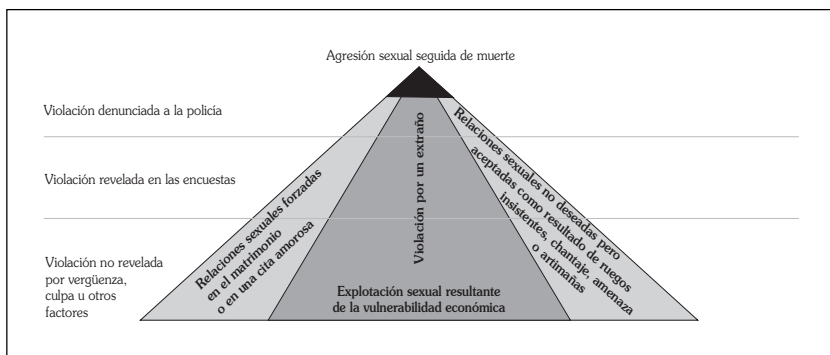 Agresión sexual seguida de muerte
Violación denunciada a la policía
Violación revelada en las encuestas
Violación no revelada
por vergüenza,
culpa u otros
factores
Relaciones sexuales forzadas
en el matrimonio
o en una cita amorosa
Violación por un extraño
Relaciones sexuales no deseadas pero
aceptadas como resultado de ruegos
insistentes, chantaje, amenaza
o artimañas
Explotación sexual resultante
de la vulnerabilidad económica